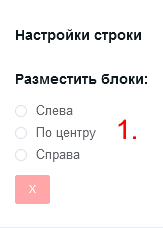 Настройки строки
Разместить блоки:
Слева
По центру 1.
Справа
X